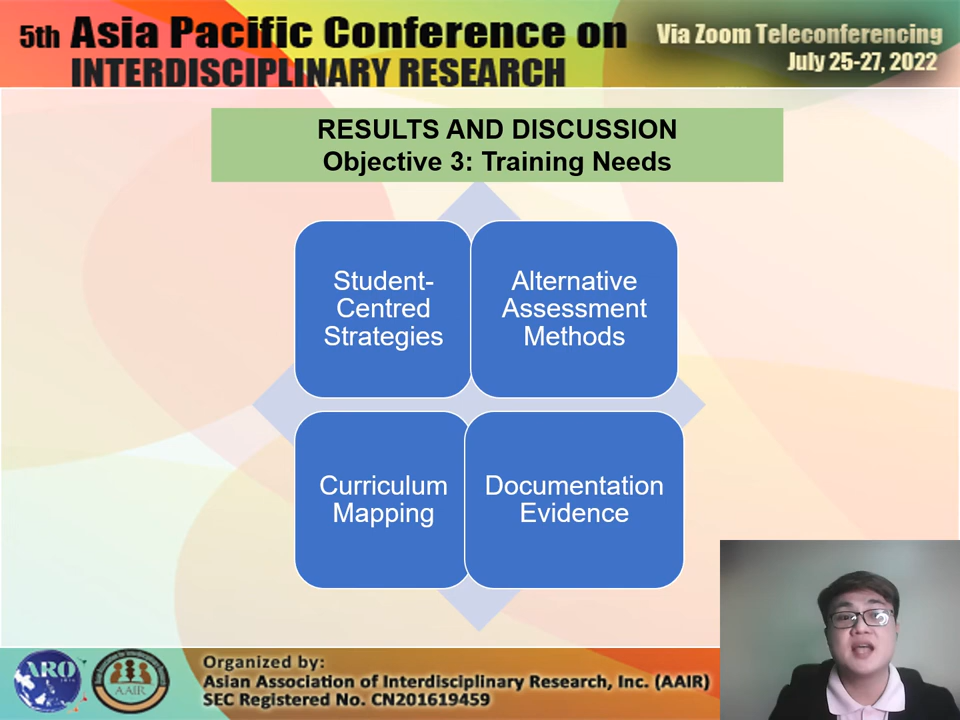 5th Asia Pacific Conference on
INTERDISCIPLINARY RESEARCH
Via Zoom Teleconferencing
July 25-27, 2022
RESULTS AND DISCUSSION
Objective 3: Training Needs
Student-
Centred
Strategies
Alternative
Assessment
Methods
Curriculum
Mapping
Documentation
Evidence
ARO
AAIR
Organized by:
Asian Association of Interdisciplinary Research, Inc. (AAIR)
SEC Registered No. CN201619459